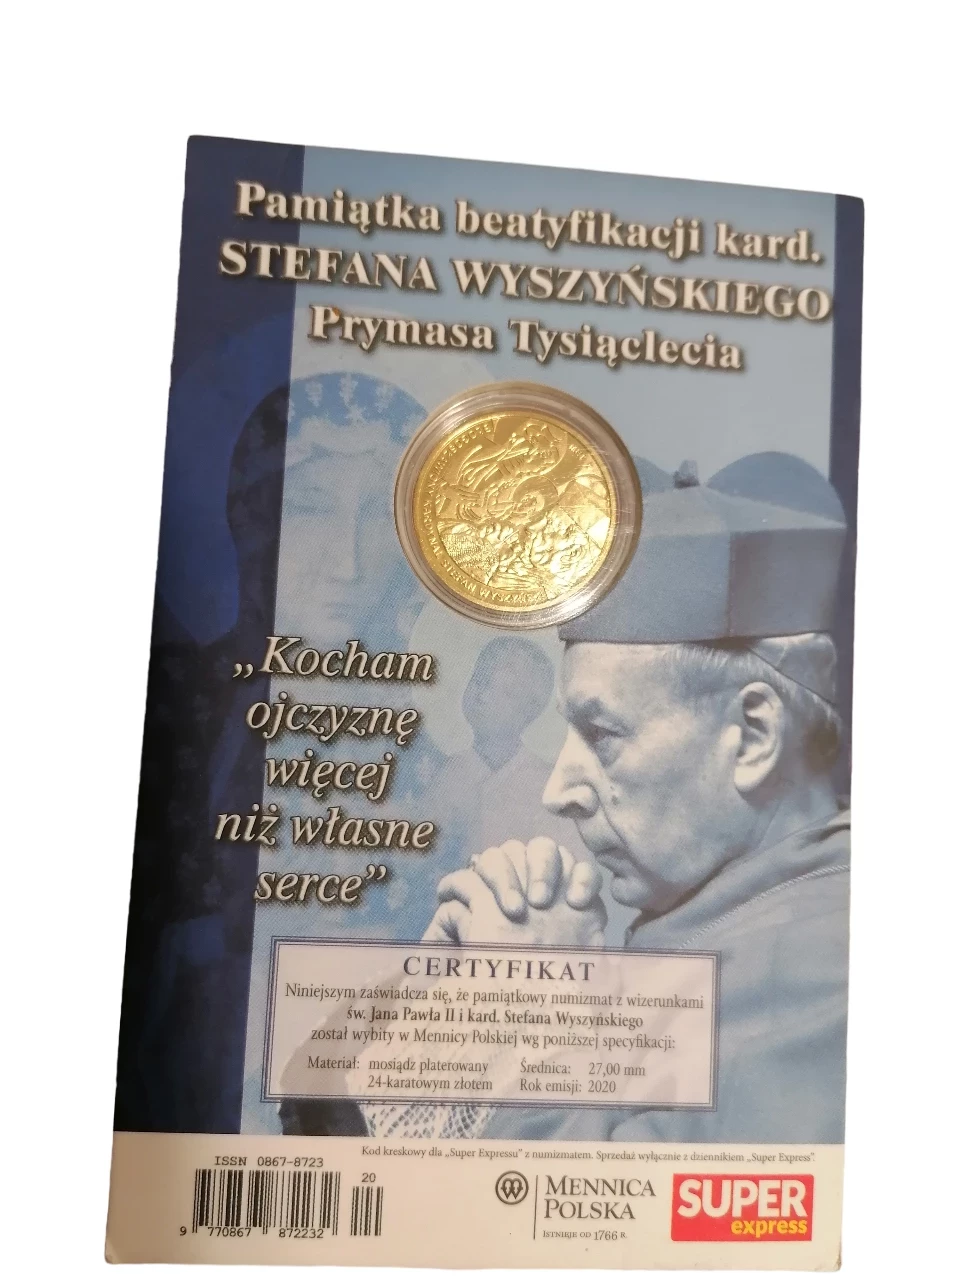 Pamiątka beatyfikacji kard.
STEFANA WYSZYŃSKIEGO
Prymasa Tysiąclecia
STEFAN WYSZYŃSKI
„Kocham
ojczyznę
więcej
niż własne
serce”
CERTYFIKAT
Niniejszym zaświadcza się, że pamiątkowy numizmat z wizerunkami
św. Jana Pawła II i kard. Stefana Wyszyńskiego
został wybity w Mennicy Polskiej wg poniższej specyfikacji:
Materiał: mosiądz platerowany Średnica: 27,00 mm
24-karatowym złotem Rok emisji: 2020
Kod kreskowy dla „Super Expressu” z numizmatem. Sprzedaż wyłącznie z dziennikiem „Super Express”.
ISSN 0867-8723
20
9 770867 872232
MENNICA
POLSKA
ISTNIEJE OD 1766 R.
SUPER
express